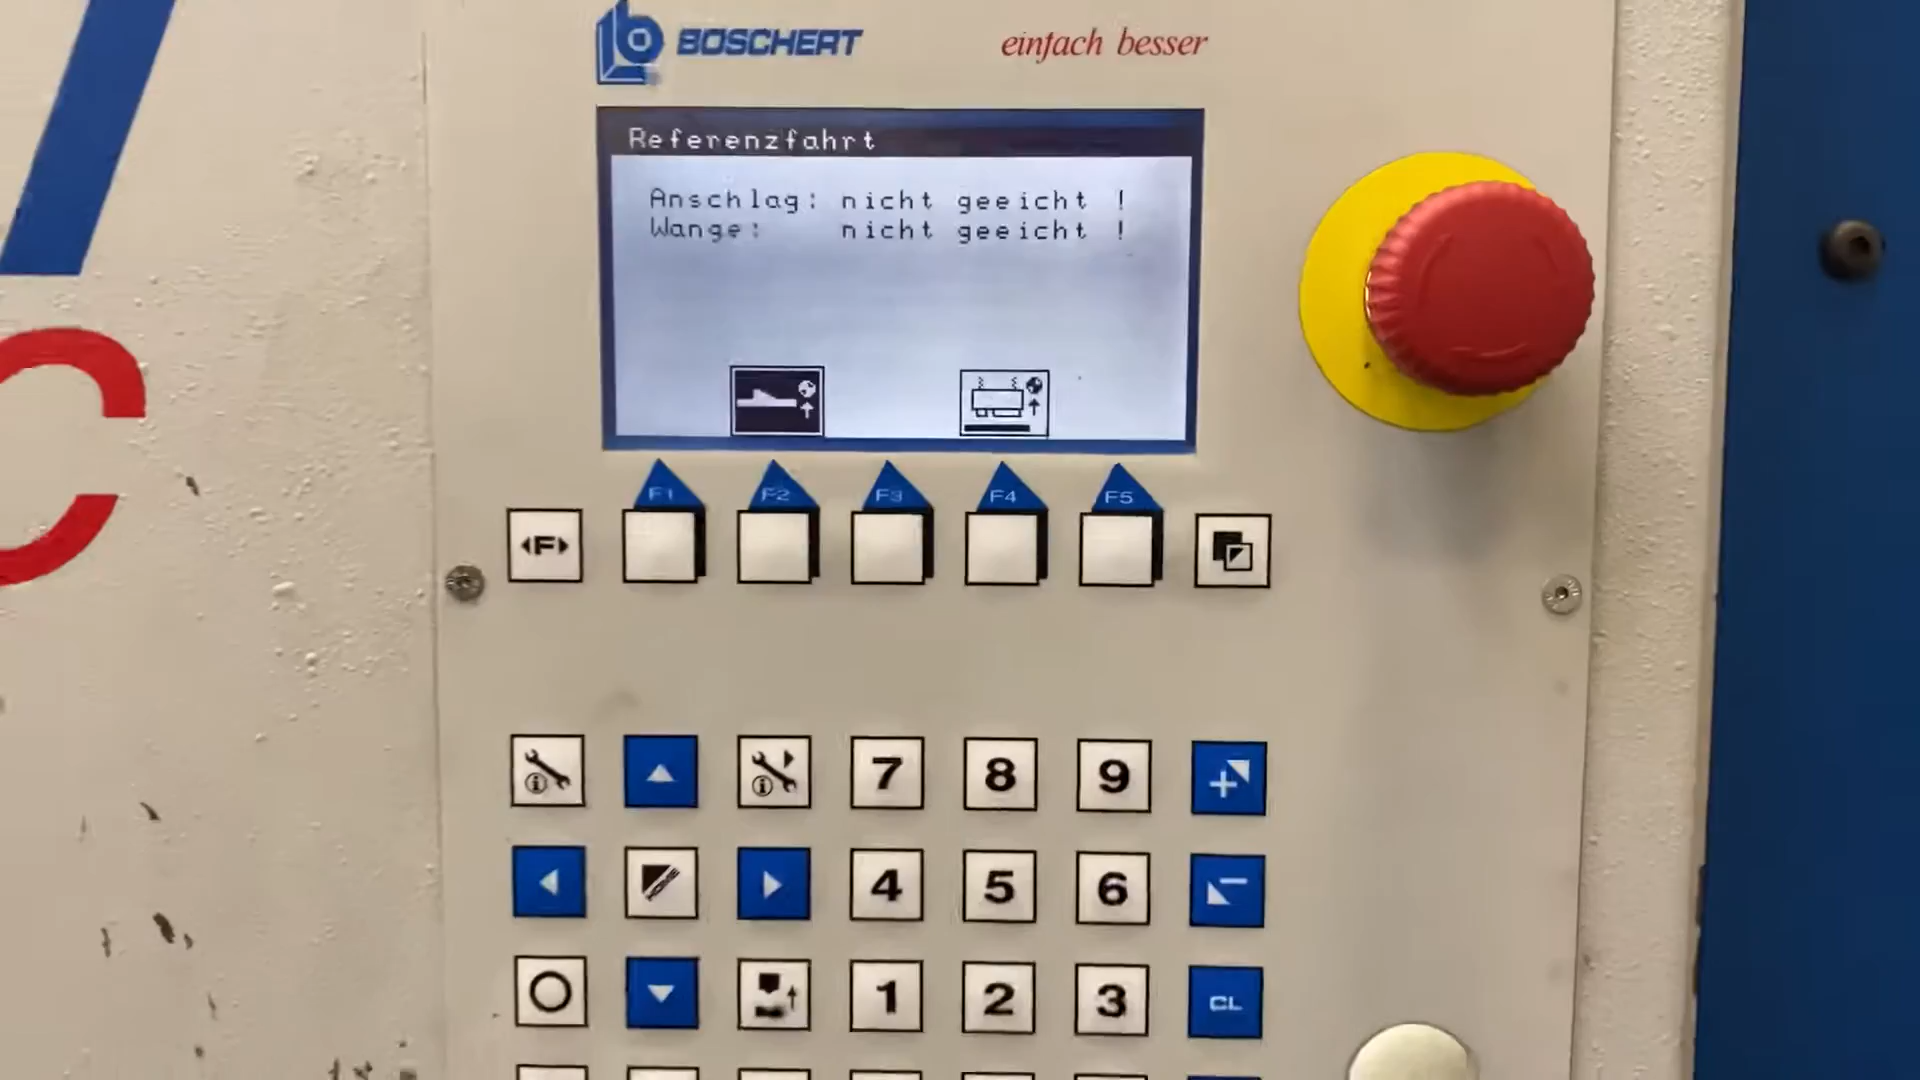 BOSCHERT
einfach besser
Referenzfahrt
Anschlag: nicht geeicht !
Wange: nicht geeicht !
F1 F2 F3 F4 F5
F
7 8 9 +
4 5 6 -
1 2 3 CL